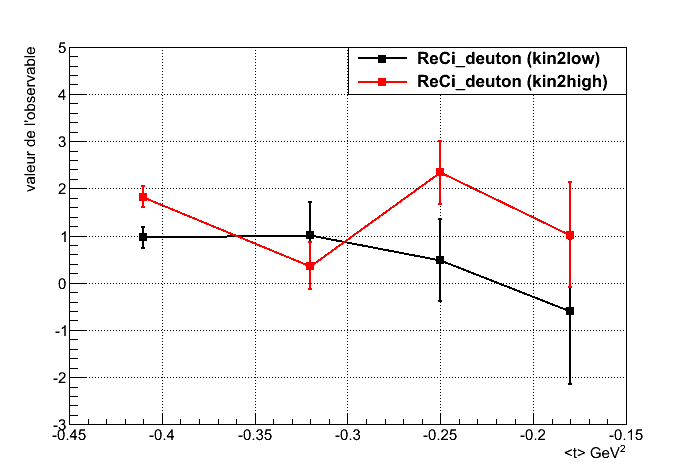 valeur de l'observable
ReCi_deuton (kin2low)
ReCi_deuton (kin2high)
5
4
3
2
1
0
-1
-2
-3
-0.45 -0.4 -0.35 -0.3 -0.25 -0.2 -0.15
<t> GeV²